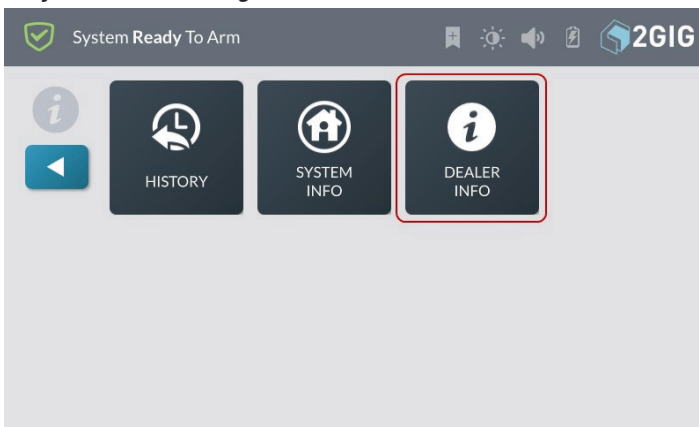 System Ready To Arm
2GIG
HISTORY
SYSTEM
INFO
DEALER
INFO